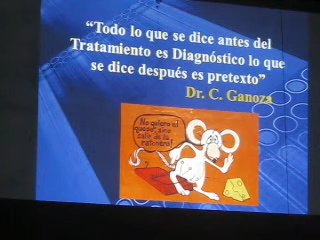 “Todo lo que se dice antes del
Tratamiento es Diagnóstico lo que
se dice después es pretexto”
Dr. C. Ganoza
No quiero ni
queso, sino
salir de la
ratonera!